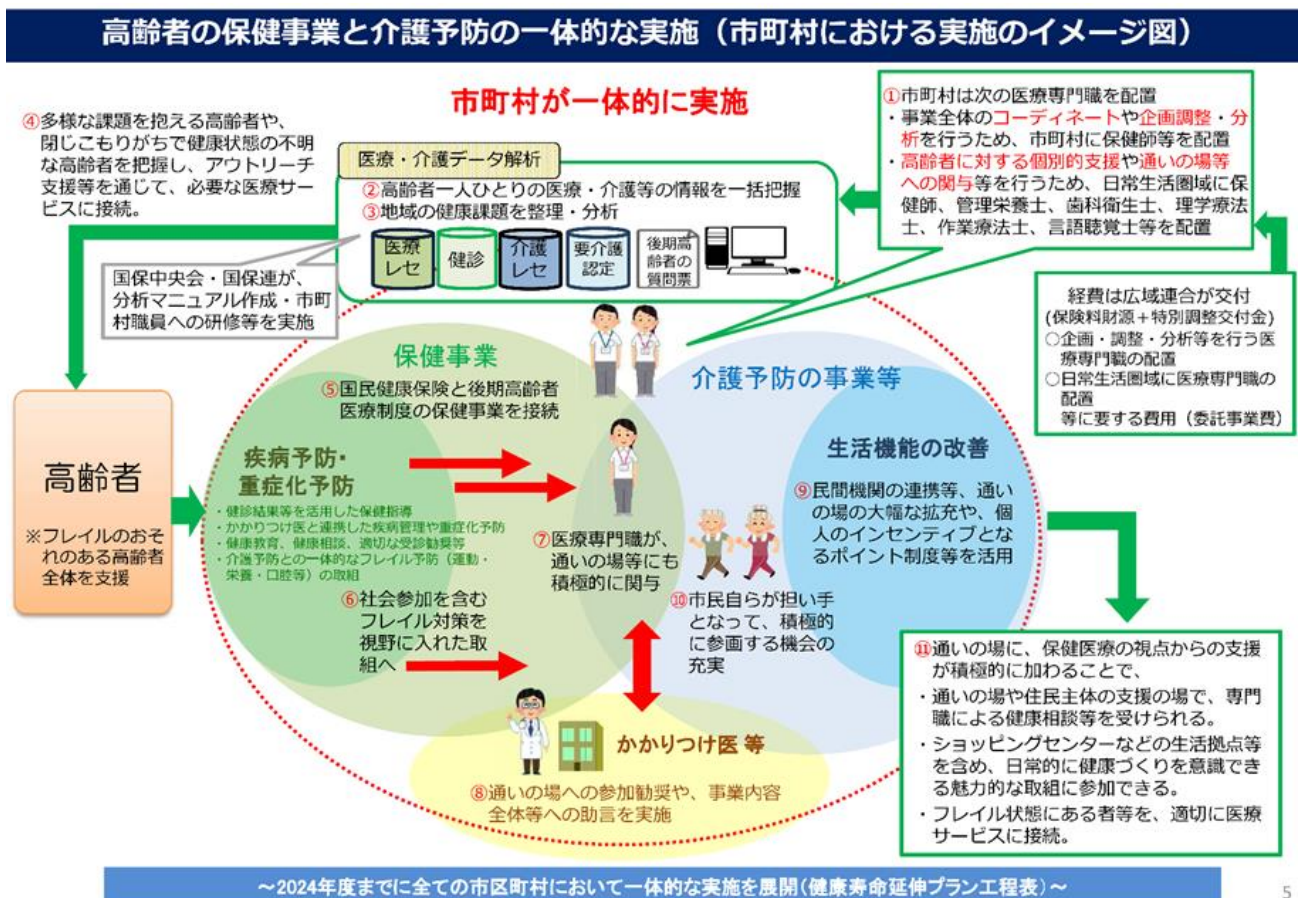 高齢者の保健事業と介護予防の一体的な実施（市町村における実施のイメージ図）
市町村が一体的に実施
①市町村は次の医療専門職を配置
・事業全体のコーディネートや企画調整・分
析を行うため、市町村に保健師等を配置
・高齢者に対する個別的支援や通いの場等
への関与等を行うため、日常生活圏域に保
健師、管理栄養士、歯科衛生士、理学療法
士、作業療法士、言語聴覚士等を配置
④多様な課題を抱える高齢者や、
閉じこもりがちで健康状態の不明
な高齢者を把握し、アウトリーチ
支援等を通じて、必要な医療サー
ビスに接続。
医療・介護データ解析
②高齢者一人ひとりの医療・介護等の情報を一括把握
③地域の健康課題を整理・分析
医療
レセ
健診
介護
レセ
要介護
認定
後期高
齢者の
質問票
国保中央会・国保連が、
分析マニュアル作成・市町
村職員への研修等を実施
経費は広域連合が交付
(保険料財源＋特別調整交付金)
○企画・調整・分析等を行う医
療専門職の配置
○日常生活圏域に医療専門職の
配置
等に要する費用（委託事業費）
保健事業
⑤国民健康保険と後期高齢者
医療制度の保健事業を接続
介護予防の事業等
高齢者
※フレイルのおそ
れのある高齢者
全体を支援
疾病予防・
重症化予防
・健診結果等を活用した保健指導
・かかりつけ医と連携した疾病管理や重症化予防
・健康教育、健康相談、適切な受診勧奨等
・介護予防との一体的なフレイル予防（運動・
栄養・口腔等）の取組
⑥社会参加を含む
フレイル対策を
視野に入れた取
組へ
⑦医療専門職が、
通いの場等にも
積極的に関与
生活機能の改善
⑨民間機関の連携等、通い
の場の大幅な拡充や、個
人のインセンティブとな
るポイント制度等を活用
⑩市民自らが担い手
となって、積極的
に参画する機会の
充実
かかりつけ医 等
⑧通いの場への参加勧奨や、事業内容
全体等への助言を実施
⑪通いの場に、保健医療の視点からの支援
が積極的に加わることで、
・通いの場や住民主体の支援の場で、専門
職による健康相談等を受けられる。
・ショッピングセンターなどの生活拠点等
を含め、日常的に健康づくりを意識でき
る魅力的な取組に参加できる。
・フレイル状態にある者等を、適切に医療
サービスに接続。
～2024年度までに全ての市区町村において一体的な実施を展開(健康寿命延伸プラン工程表)～
5